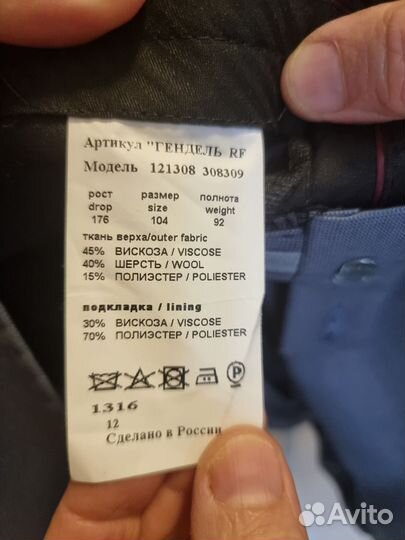 Артикул "ГЕНДЕЛЬ RF
Модель 121308 308309
рост размер полнота
drop size weight
176 104 92
ткань верха/outer fabric
45% ВИСКОЗА / VISCOSE
40% ШЕРСТЬ / WOOL
15% ПОЛИЭСТЕР / POLIESTER
подкладка / lining
30% ВИСКОЗА / VISCOSE
70% ПОЛИЭСТЕР / POLIESTER
P
1316
12
Сделано в России
Avito